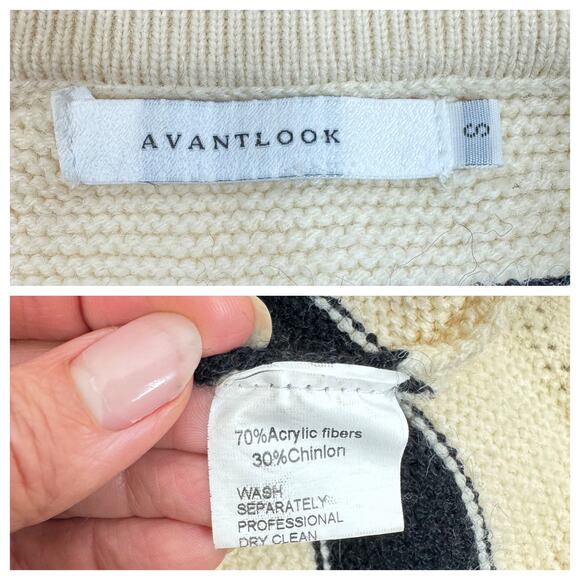 AVANTLOOK
S
70%Acrylic fibers
30%Chinlon
WASH
SEPARATELY
PROFESSIONAL
DRY CLEAN